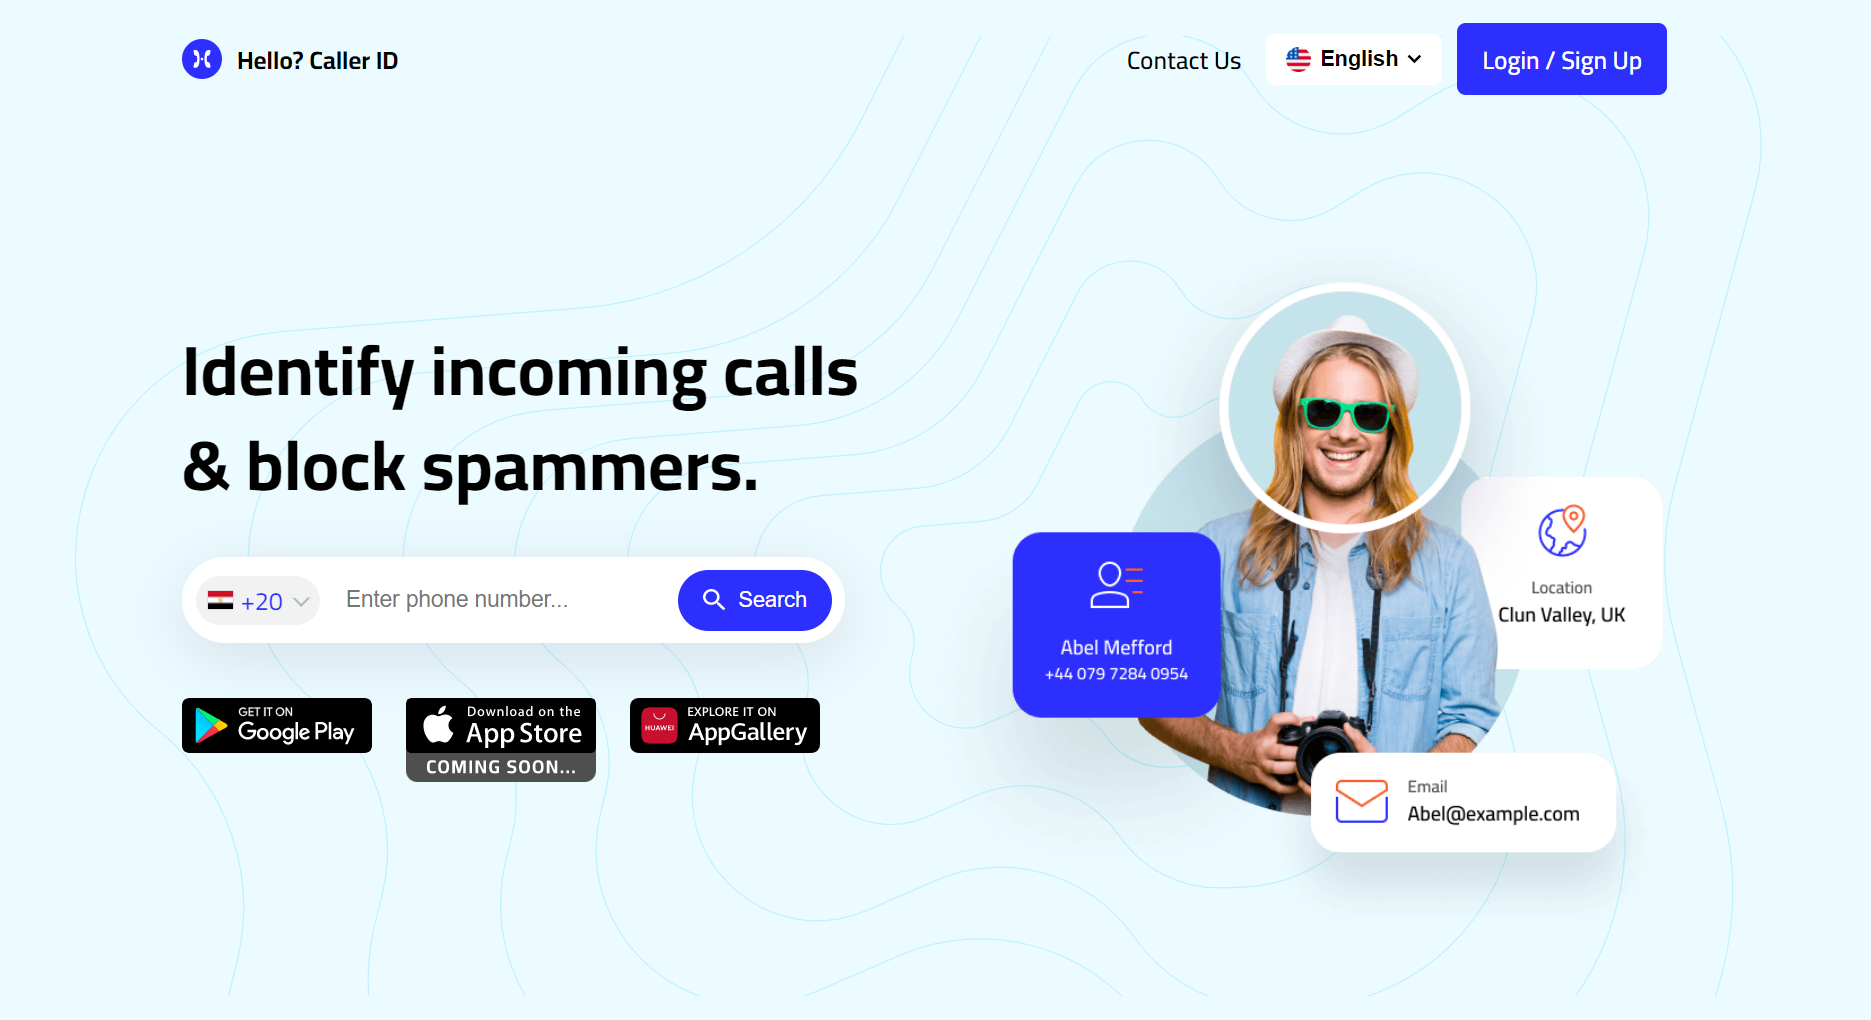 Hello? Caller ID
Contact Us
English
Login / Sign Up
Identify incoming calls
& block spammers.
+20
Enter phone number...
Search
GET IT ON
Google Play
Download on the
App Store
COMING SOON...
HUAWEI
EXPLORE IT ON
AppGallery
Abel Mefford
+44 079 7284 0954
Location
Clun Valley, UK
Email
Abel@example.com